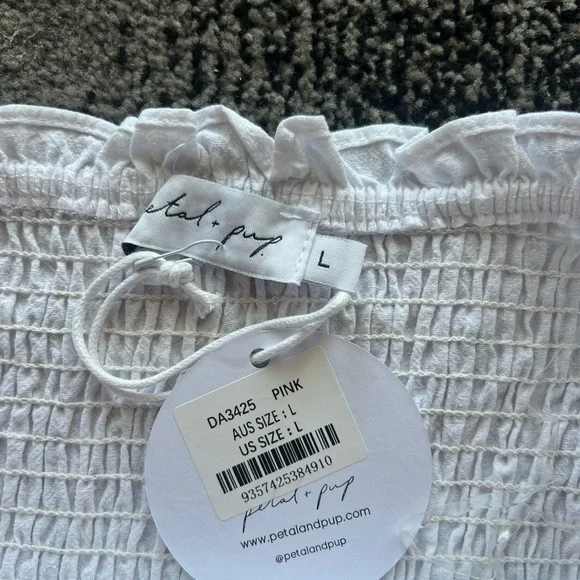 petal + pup.
L
DA3425 PINK
AUS SIZE : L
US SIZE : L
9357425384910
petal + pup
www.petalandpup.com
@petalandpup